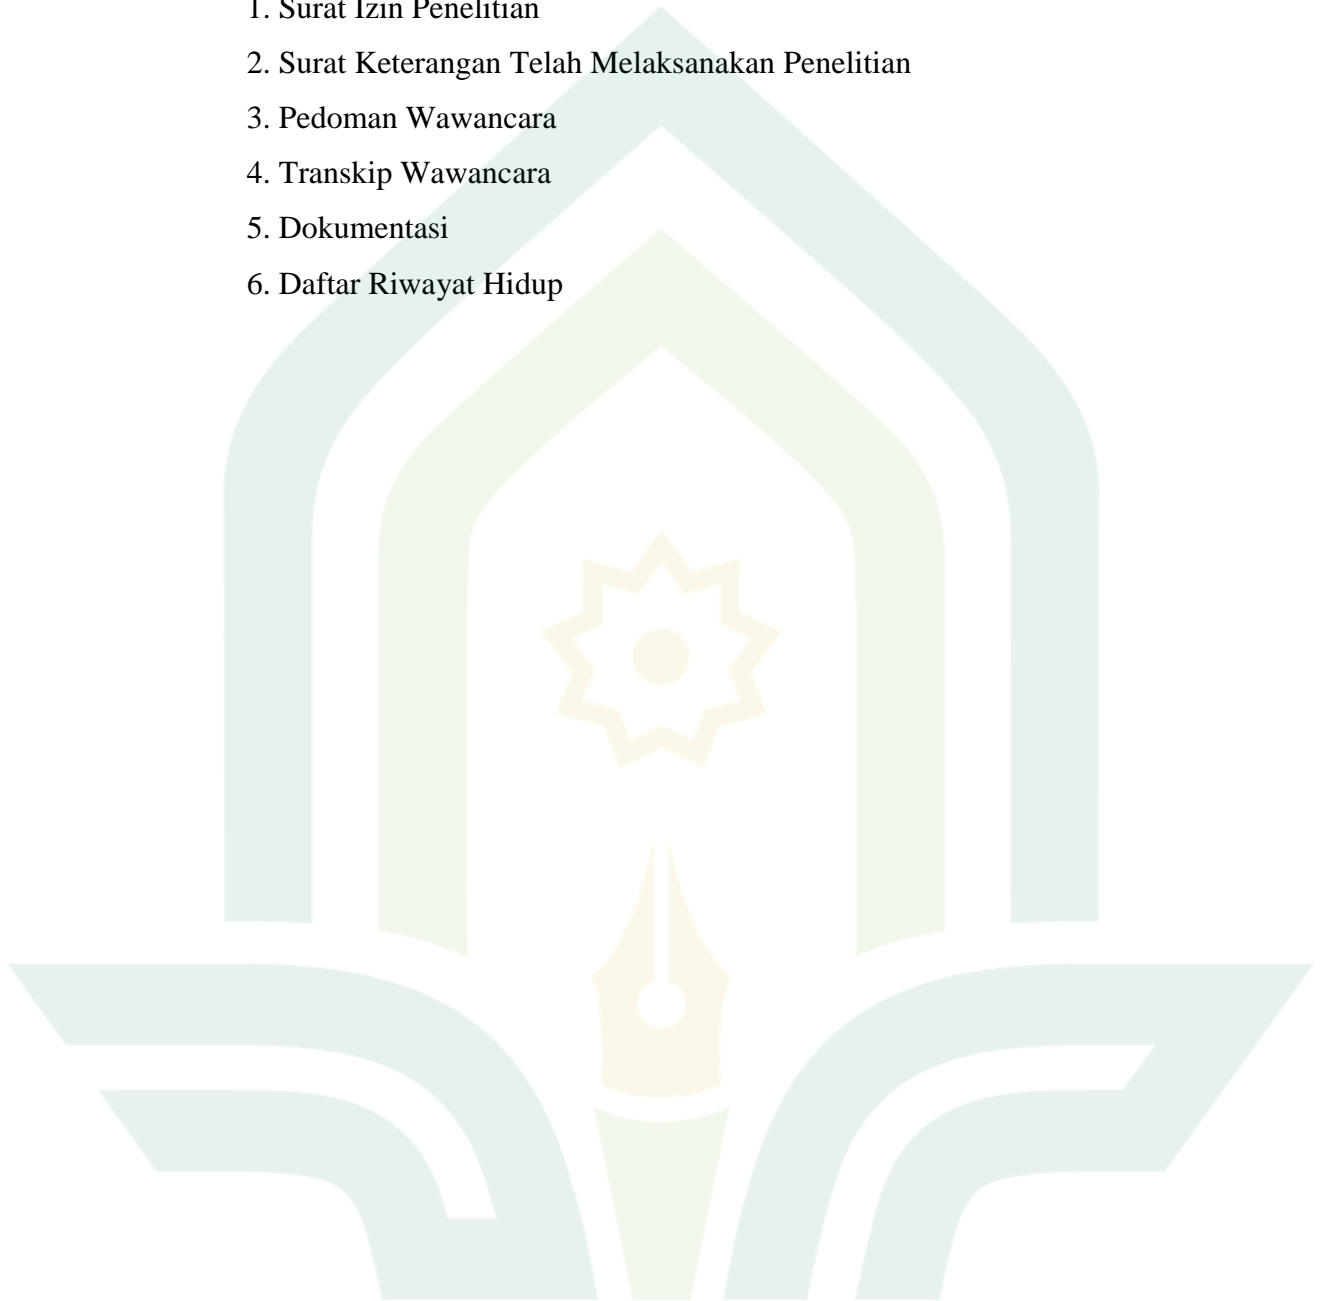 1. Surat Izin Penelitian
2. Surat Keterangan Telah Melaksanakan Penelitian
3. Pedoman Wawancara
4. Transkip Wawancara
5. Dokumentasi
6. Daftar Riwayat Hidup